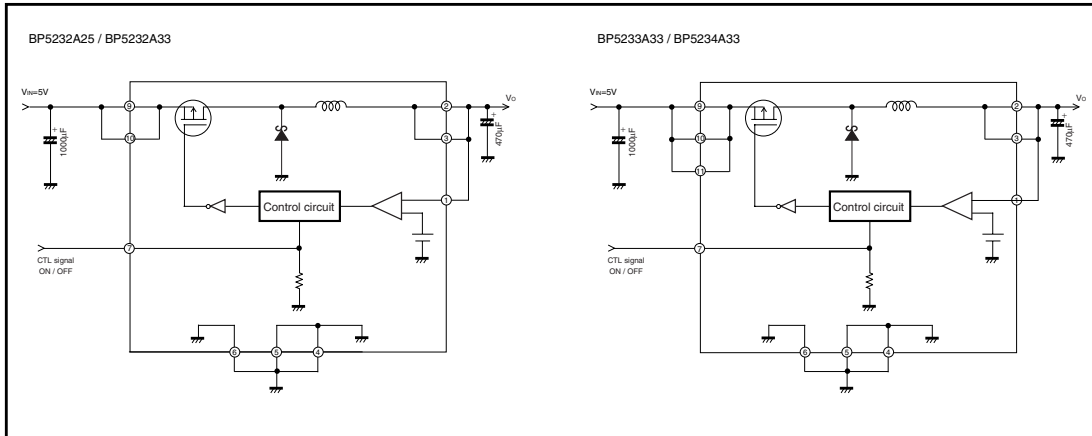 BP5232A25 / BP5232A33
VIN=5V
9
10
+
1000µF
2
3
VO
+
470µF
1
Control circuit
7
CTL signal
ON / OFF
6
5
4
BP5233A33 / BP5234A33
VIN=5V
9
10
11
+
1000µF
2
3
VO
+
470µF
1
Control circuit
7
CTL signal
ON / OFF
6
5
4